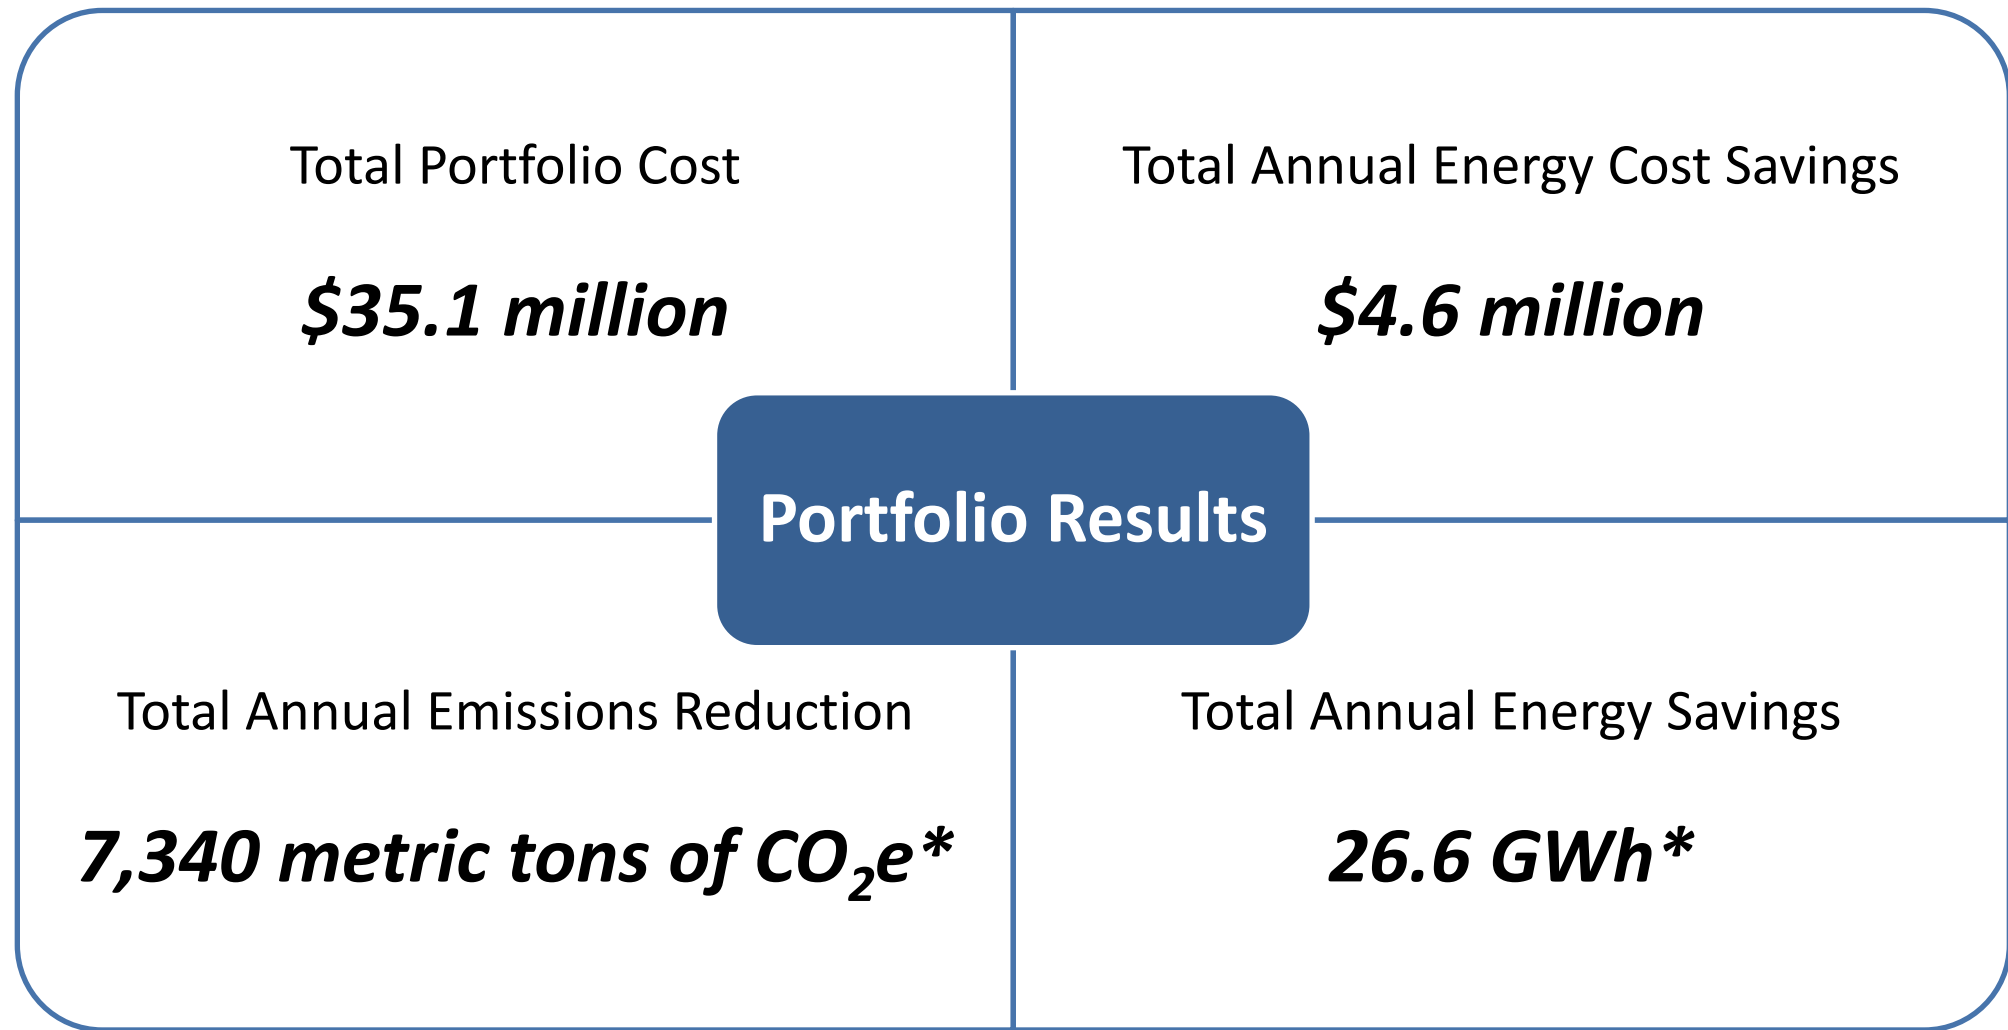 Total Portfolio Cost
$35.1 million
Total Annual Energy Cost Savings
$4.6 million
Portfolio Results
Total Annual Emissions Reduction
7,340 metric tons of CO₂e*
Total Annual Energy Savings
26.6 GWh*